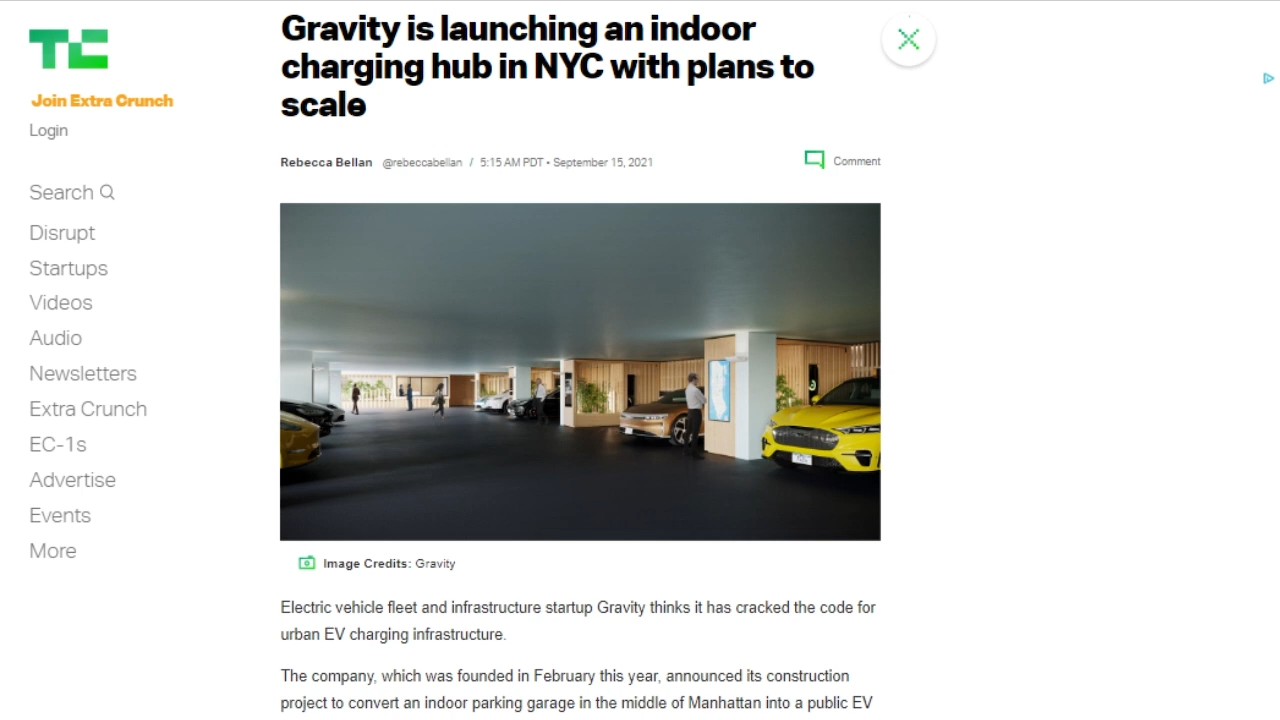 TC
Join Extra Crunch
Login
Search
Disrupt
Startups
Videos
Audio
Newsletters
Extra Crunch
EC-1s
Advertise
Events
More
Gravity is launching an indoor
charging hub in NYC with plans to
scale
Rebecca Bellan @rebeccabellan / 5:15 AM PDT • September 15, 2021
Comment
Image Credits: Gravity
Electric vehicle fleet and infrastructure startup Gravity thinks it has cracked the code for
urban EV charging infrastructure.
The company, which was founded in February this year, announced its construction
project to convert an indoor parking garage in the middle of Manhattan into a public EV